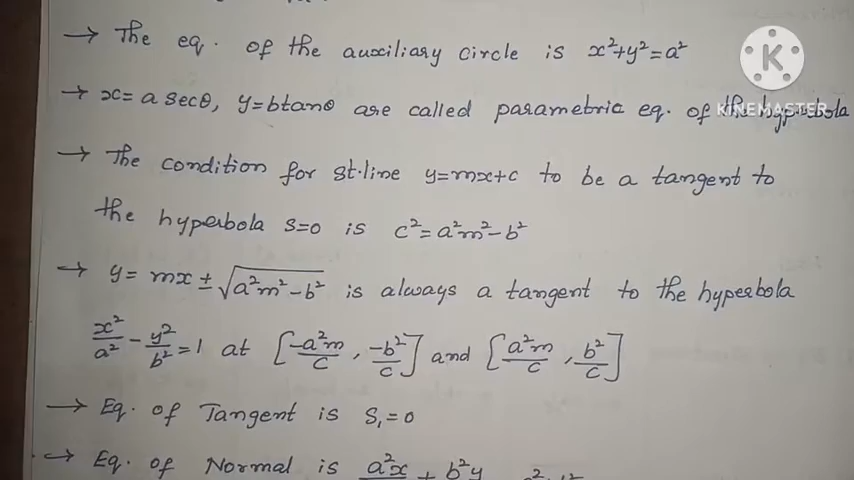 → The eq. of the auxiliary circle is x²+y²=a²
→ x= a secθ, y=btanθ are called parametric eq. of the hyperbola
→ The condition for st.line y=mx+c to be a tangent to
the hyperbola S=0 is c²=a²m²-b²
→ y= mx ± √(a²m²-b²) is always a tangent to the hyperbola
x²/a² - y²/b² =1 at [-a²m/c , -b²/c] and [a²m/c , b²/c]
→ Eq. of Tangent is S₁=0
→ Eq. of Normal is a²x + b²y
K
KINEMASTER